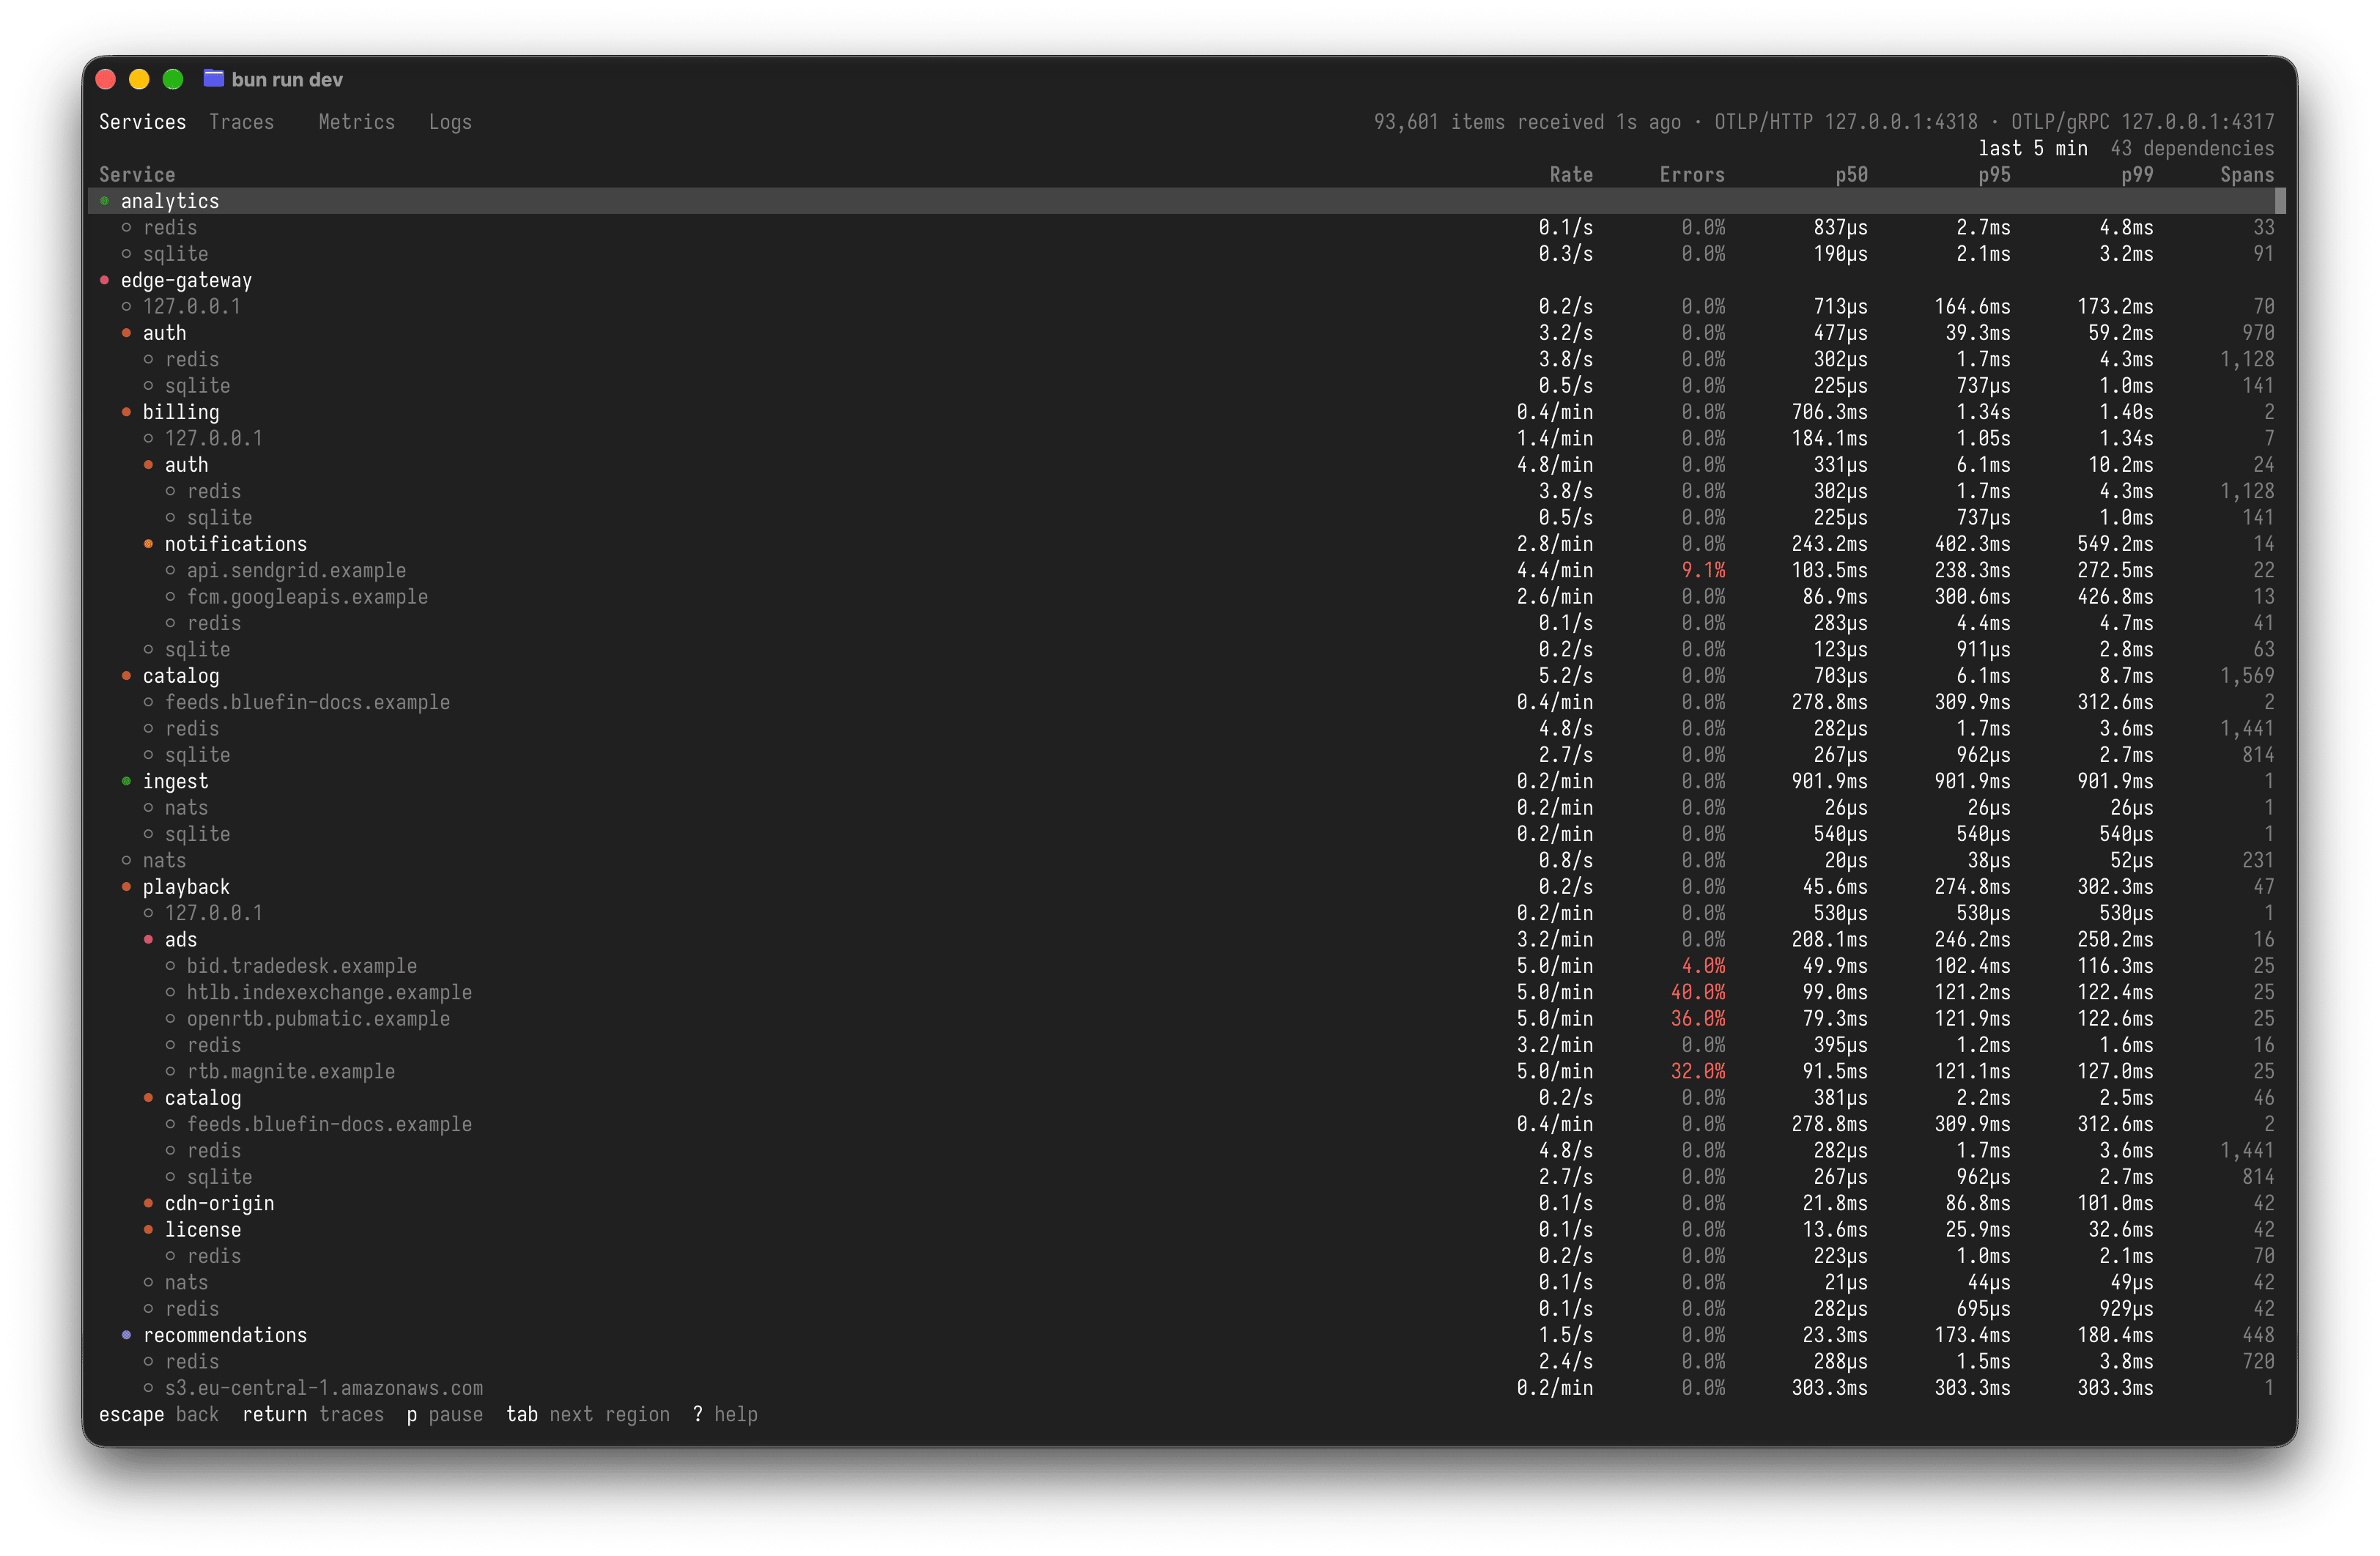 bun run dev
Services Traces Metrics Logs 93,601 items received 1s ago · OTLP/HTTP 127.0.0.1:4318 · OTLP/gRPC 127.0.0.1:4317
last 5 min 43 dependencies
Service Rate Errors p50 p95 p99 Spans
analytics
redis 0.1/s 0.0% 837µs 2.7ms 4.8ms 33
sqlite 0.3/s 0.0% 190µs 2.1ms 3.2ms 91
edge-gateway
127.0.0.1 0.2/s 0.0% 713µs 164.6ms 173.2ms 70
auth 3.2/s 0.0% 477µs 39.3ms 59.2ms 970
redis 3.8/s 0.0% 302µs 1.7ms 4.3ms 1,128
sqlite 0.5/s 0.0% 225µs 737µs 1.0ms 141
billing 0.4/min 0.0% 706.3ms 1.34s 1.40s 2
127.0.0.1 1.4/min 0.0% 184.1ms 1.05s 1.34s 7
auth 4.8/min 0.0% 331µs 6.1ms 10.2ms 24
redis 3.8/s 0.0% 302µs 1.7ms 4.3ms 1,128
sqlite 0.5/s 0.0% 225µs 737µs 1.0ms 141
notifications 2.8/min 0.0% 243.2ms 402.3ms 549.2ms 14
api.sendgrid.example 4.4/min 9.1% 103.5ms 238.3ms 272.5ms 22
fcm.googleapis.example 2.6/min 0.0% 86.9ms 300.6ms 426.8ms 13
redis 0.1/s 0.0% 283µs 4.4ms 4.7ms 41
sqlite 0.2/s 0.0% 123µs 911µs 2.8ms 63
catalog 5.2/s 0.0% 703µs 6.1ms 8.7ms 1,569
feeds.bluefin-docs.example 0.4/min 0.0% 278.8ms 309.9ms 312.6ms 2
redis 4.8/s 0.0% 282µs 1.7ms 3.6ms 1,441
sqlite 2.7/s 0.0% 267µs 962µs 2.7ms 814
ingest 0.2/min 0.0% 901.9ms 901.9ms 901.9ms 1
nats 0.2/min 0.0% 26µs 26µs 26µs 1
sqlite 0.2/min 0.0% 540µs 540µs 540µs 1
nats 0.8/s 0.0% 20µs 38µs 52µs 231
playback 0.2/s 0.0% 45.6ms 274.8ms 302.3ms 47
127.0.0.1 0.2/min 0.0% 530µs 530µs 530µs 1
ads 3.2/min 0.0% 208.1ms 246.2ms 250.2ms 16
bid.tradedesk.example 5.0/min 4.0% 49.9ms 102.4ms 116.3ms 25
htlb.indexexchange.example 5.0/min 40.0% 99.0ms 121.2ms 122.4ms 25
openrtb.pubmatic.example 5.0/min 36.0% 79.3ms 121.9ms 122.6ms 25
redis 3.2/min 0.0% 395µs 1.2ms 1.6ms 16
rtb.magnite.example 5.0/min 32.0% 91.5ms 121.1ms 127.0ms 25
catalog 0.2/s 0.0% 381µs 2.2ms 2.5ms 46
feeds.bluefin-docs.example 0.4/min 0.0% 278.8ms 309.9ms 312.6ms 2
redis 4.8/s 0.0% 282µs 1.7ms 3.6ms 1,441
sqlite 2.7/s 0.0% 267µs 962µs 2.7ms 814
cdn-origin 0.1/s 0.0% 21.8ms 86.8ms 101.0ms 42
license 0.1/s 0.0% 13.6ms 25.9ms 32.6ms 42
redis 0.2/s 0.0% 223µs 1.0ms 2.1ms 70
nats 0.1/s 0.0% 21µs 44µs 49µs 42
redis 0.1/s 0.0% 282µs 695µs 929µs 42
recommendations 1.5/s 0.0% 23.3ms 173.4ms 180.4ms 448
redis 2.4/s 0.0% 288µs 1.5ms 3.8ms 720
s3.eu-central-1.amazonaws.com 0.2/min 0.0% 303.3ms 303.3ms 303.3ms 1
escape back return traces p pause tab next region ? help